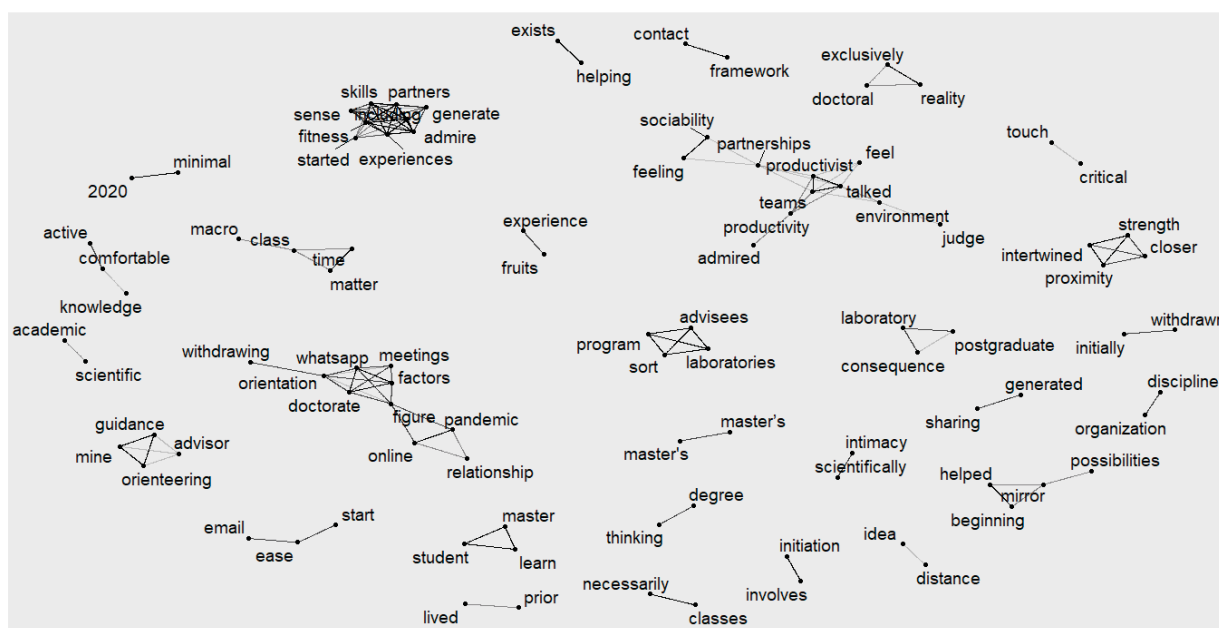 exists
helping
contact
framework
exclusively
doctoral
reality
skills partners
sense including generate
fitness admire
started experiences
sociability
partnerships
feeling
productivist
feel
teams
talked
productivity
environment
admired
judge
touch
critical
minimal
2020
active
comfortable
knowledge
macro
class
time
matter
experience
fruits
strength
intertwined closer
proximity
academic
scientific
withdrawing
whatsapp meetings
orientation factors
doctorate
figure pandemic
online
relationship
advisees
program
sort laboratories
laboratory
postgraduate
consequence
withdrawn
initially
generated
sharing
discipline
organization
guidance
mine advisor
orienteering
master's
master's
intimacy
scientifically
helped possibilities
mirror
beginning
email start
ease
master
student learn
degree
thinking
initiation
involves
idea
distance
lived prior
necessarily
classes